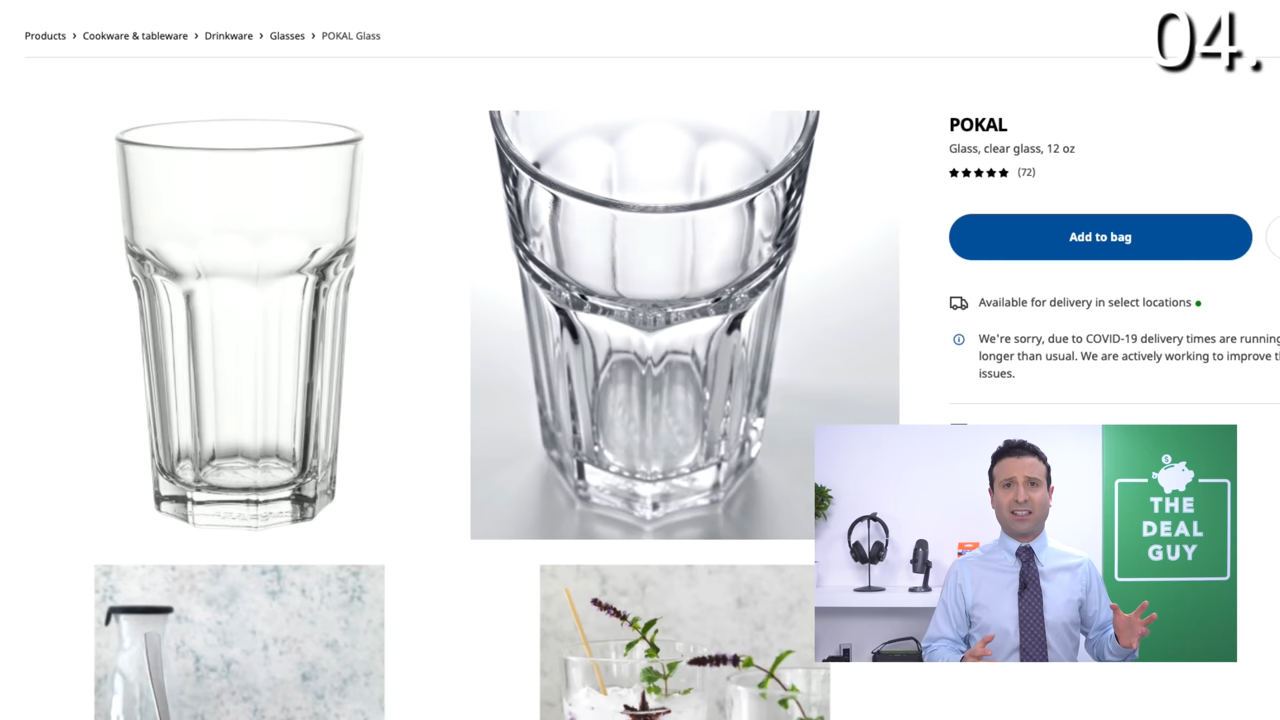 04.
Products › Cookware & tableware › Drinkware › Glasses › POKAL Glass
POKAL
Glass, clear glass, 12 oz
(72)
Add to bag
Available for delivery in select locations
We're sorry, due to COVID-19 delivery times are running
longer than usual. We are actively working to improve
issues.
THE
DEAL
GUY